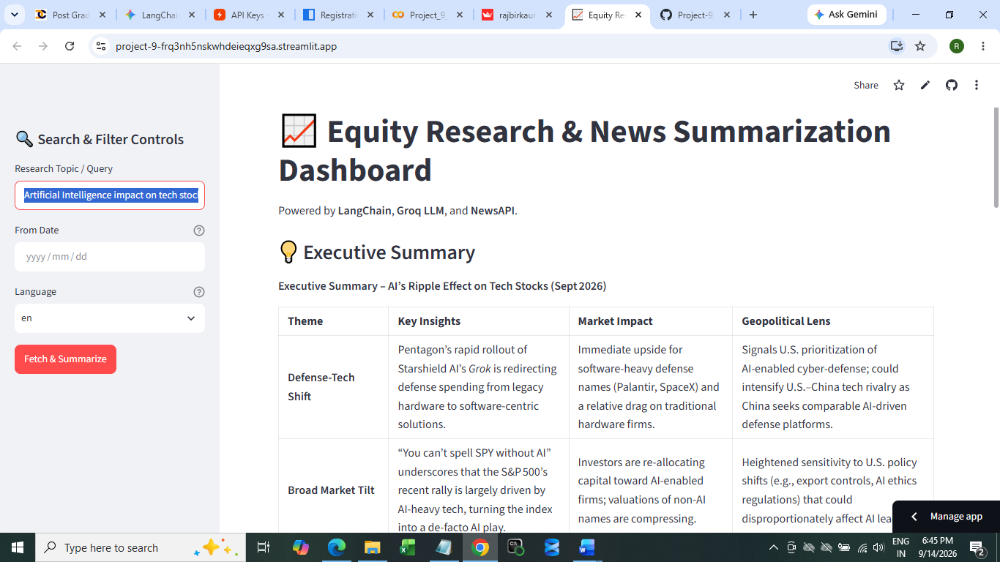 Post Grad
LangChai
API Keys
Registrati
Project_9
rajbirkaur
Equity Re
Project-9
Ask Gemini
project-9-frq3nh5nskwhdeieqxg9sa.streamlit.app
R
Share
Search & Filter Controls
Research Topic / Query
Artificial Intelligence impact on tech stoc
From Date
yyyy / mm / dd
Language
en
Fetch & Summarize
Equity Research & News Summarization
Dashboard
Powered by LangChain, Groq LLM, and NewsAPI.
Executive Summary
Executive Summary – AI’s Ripple Effect on Tech Stocks (Sept 2026)
Theme Key Insights Market Impact Geopolitical Lens
Defense-Tech
Shift
Pentagon’s rapid rollout of
Starshield AI’s Grok is redirecting
defense spending from legacy
hardware to software-centric
solutions.
Immediate upside for
software-heavy defense
names (Palantir, SpaceX) and
a relative drag on traditional
hardware firms.
Signals U.S. prioritization of
AI-enabled cyber-defense; could
intensify U.S.–China tech rivalry as
China seeks comparable AI-driven
defense platforms.
Broad Market Tilt
“You can’t spell SPY without AI”
underscores that the S&P 500’s
recent rally is largely driven by
AI-heavy tech, turning the index
into a de-facto AI play.
Investors are re-allocating
capital toward AI-enabled
firms; valuations of non-AI
names are compressing.
Heightened sensitivity to U.S. policy
shifts (e.g., export controls, AI ethics
regulations) that could
disproportionately affect AI lea
Manage app
Type here to search
ENG
IN
6:45 PM
9/14/2026
2